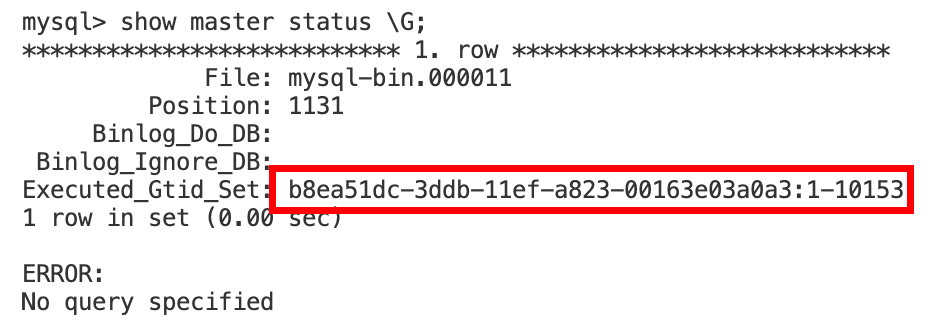 mysql> show master status \G;
*************************** 1. row ***************************
File: mysql-bin.000011
Position: 1131
Binlog_Do_DB:
Binlog_Ignore_DB:
Executed_Gtid_Set: b8ea51dc-3ddb-11ef-a823-00163e03a0a3:1-10153
1 row in set (0.00 sec)
ERROR:
No query specified